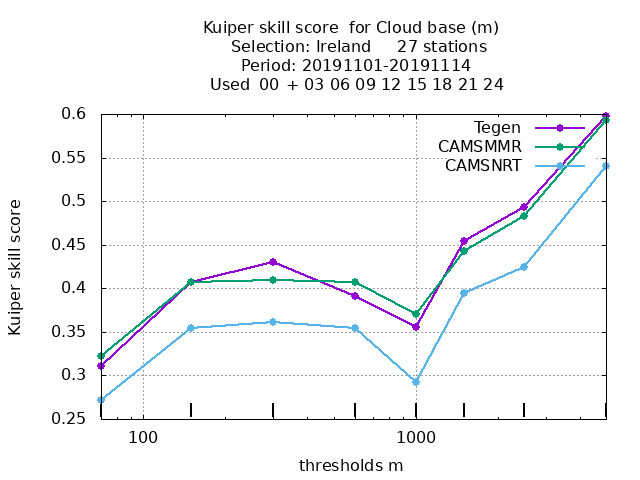 Kuiper skill score  for Cloud base (m)
Selection: Ireland     27 stations
Period: 20191101-20191114
Used  00 + 03 06 09 12 15 18 21 24
Tegen
CAMSMMR
CAMSNRT
0.6
0.55
0.5
0.45
0.4
0.35
0.3
0.25
Kuiper skill score
100
1000
thresholds m